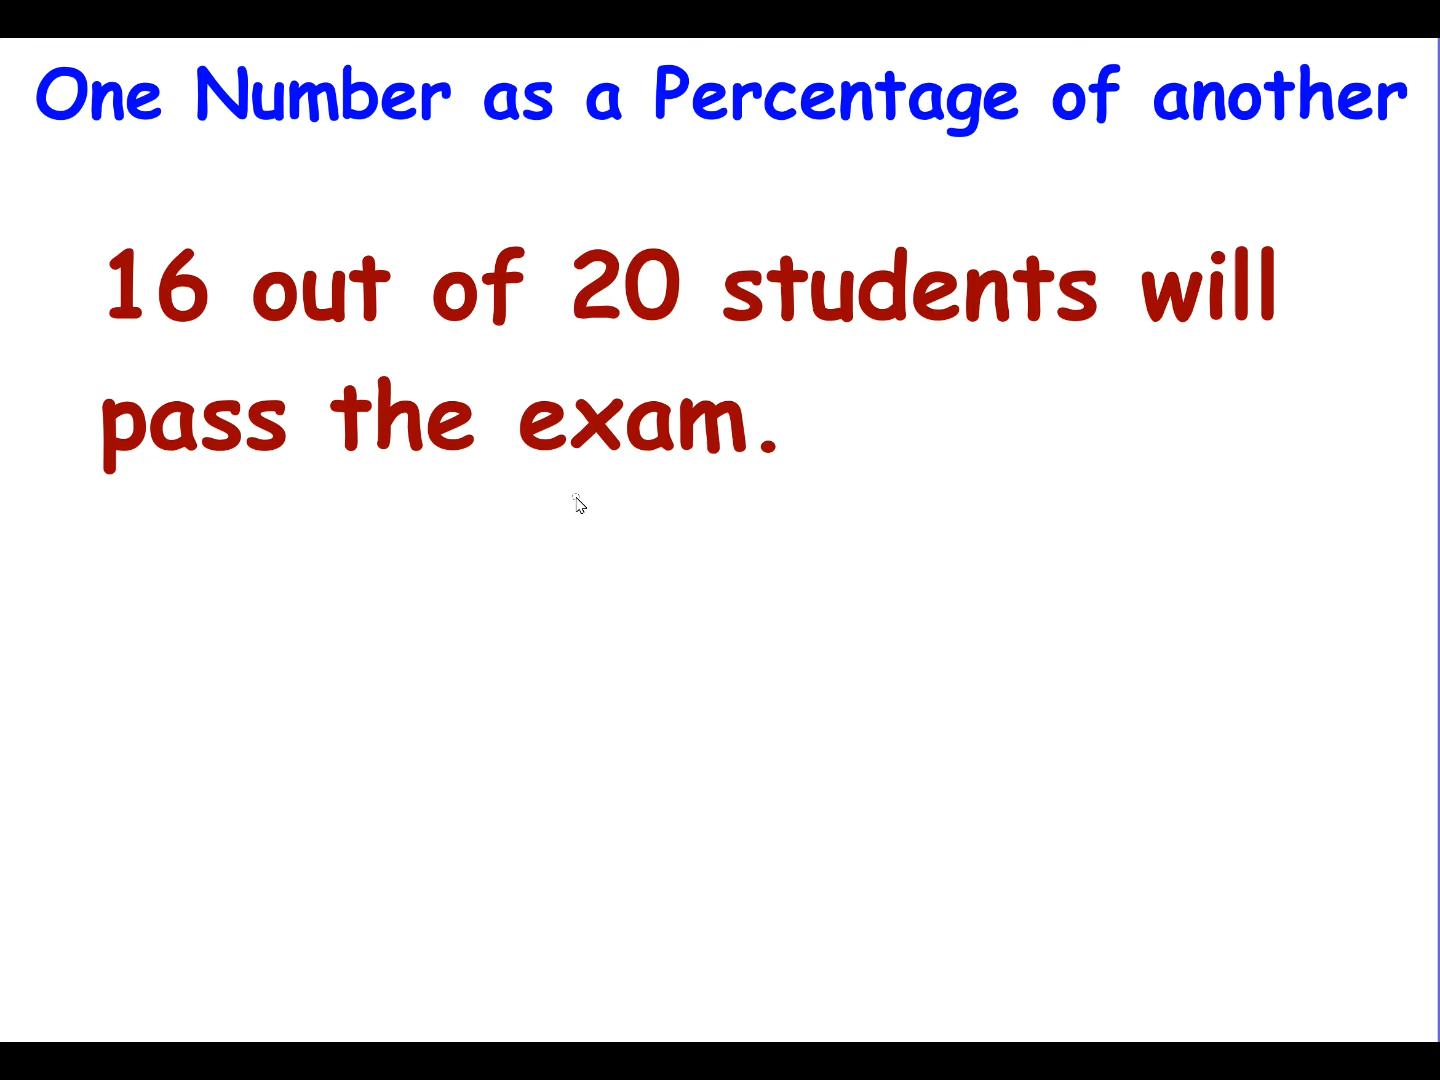 One Number as a Percentage of another
16 out of 20 students will
pass the exam.